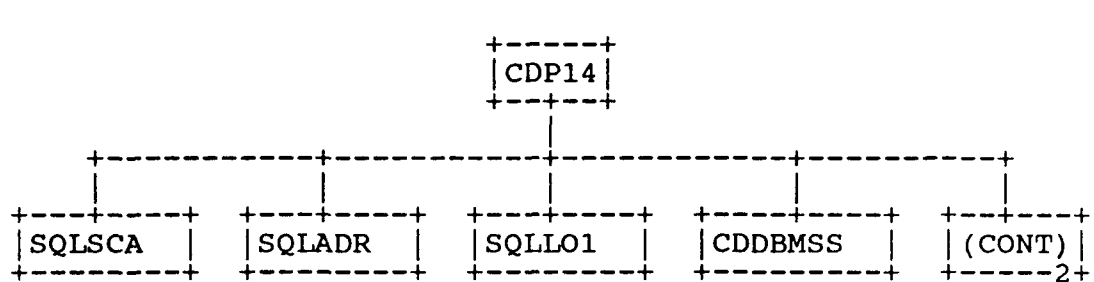 CDP14
SQLSCA SQLADR SQLLO1 CDDBMSS (CONT)
2